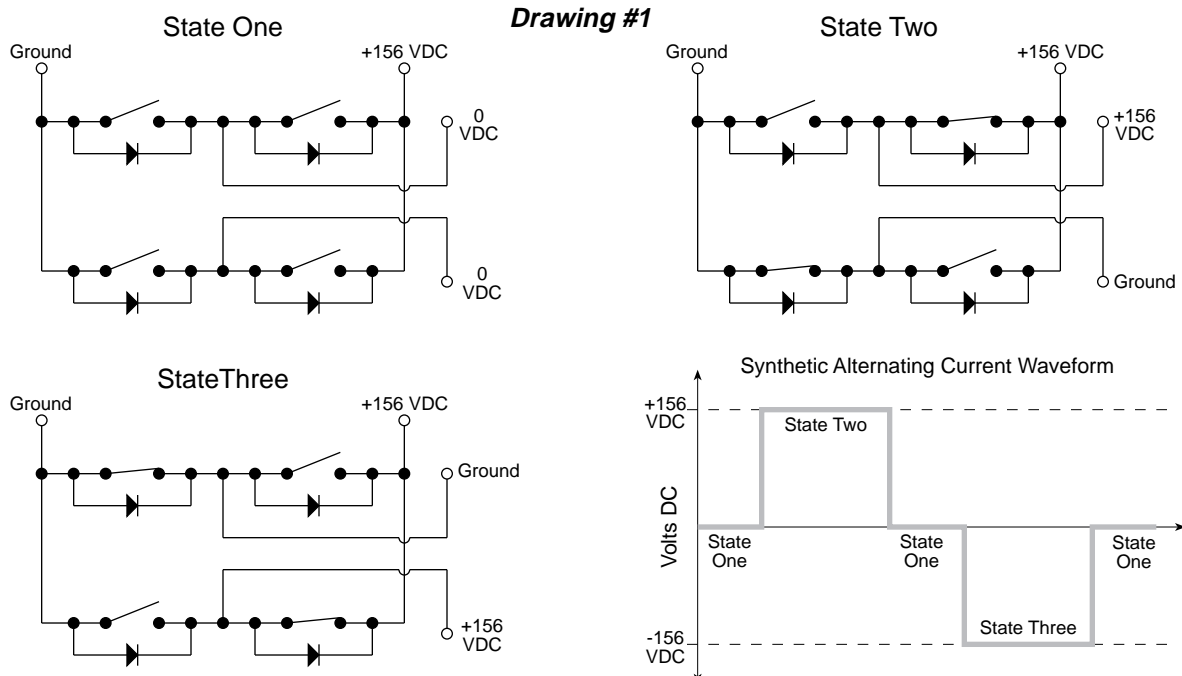 Drawing #1
State One
Ground
+156 VDC
0
VDC
0
VDC
State Two
Ground
+156 VDC
+156
VDC
Ground
StateThree
Ground
+156 VDC
Ground
+156
VDC
Synthetic Alternating Current Waveform
+156
VDC
State Two
Volts DC
State
One
State
One
State
One
State Three
-156
VDC